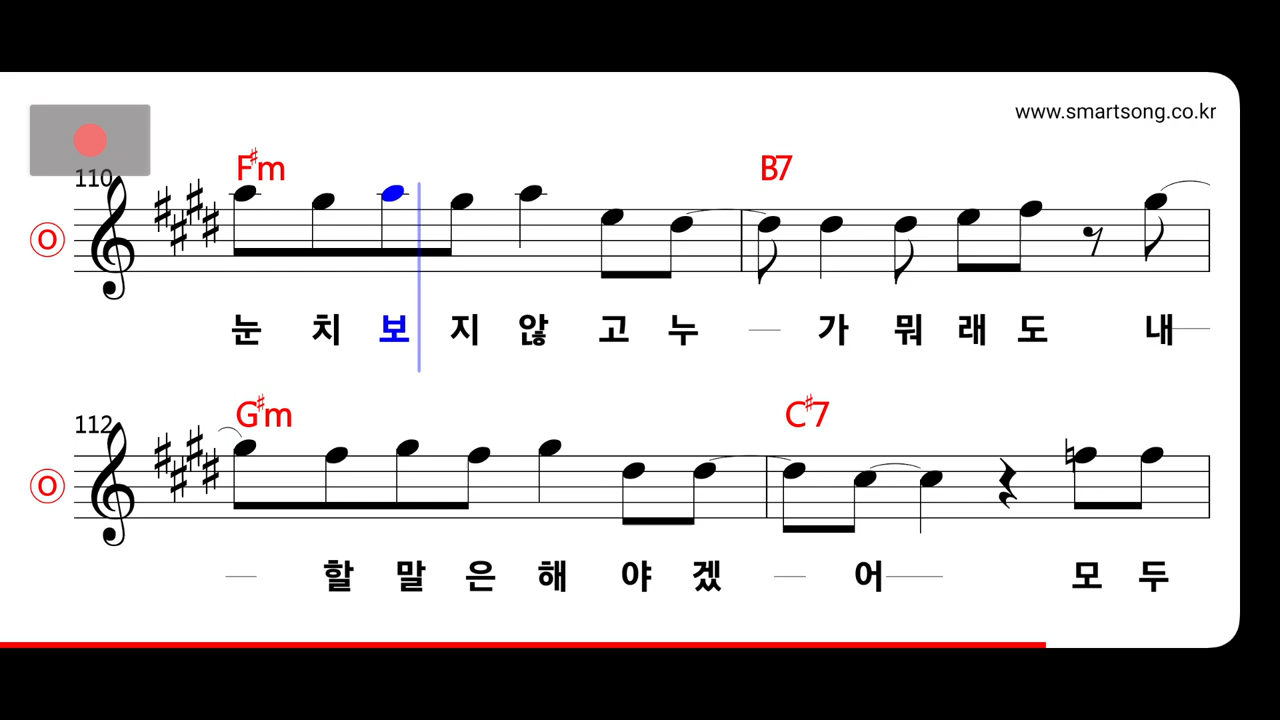 www.smartsong.co.kr
110
F♯m B7
O
눈 치 보 지 않 고 누 가 뭐 래 도 내
112
G♯m C♯7
O
할 말 은 해 야 겠 어 모 두